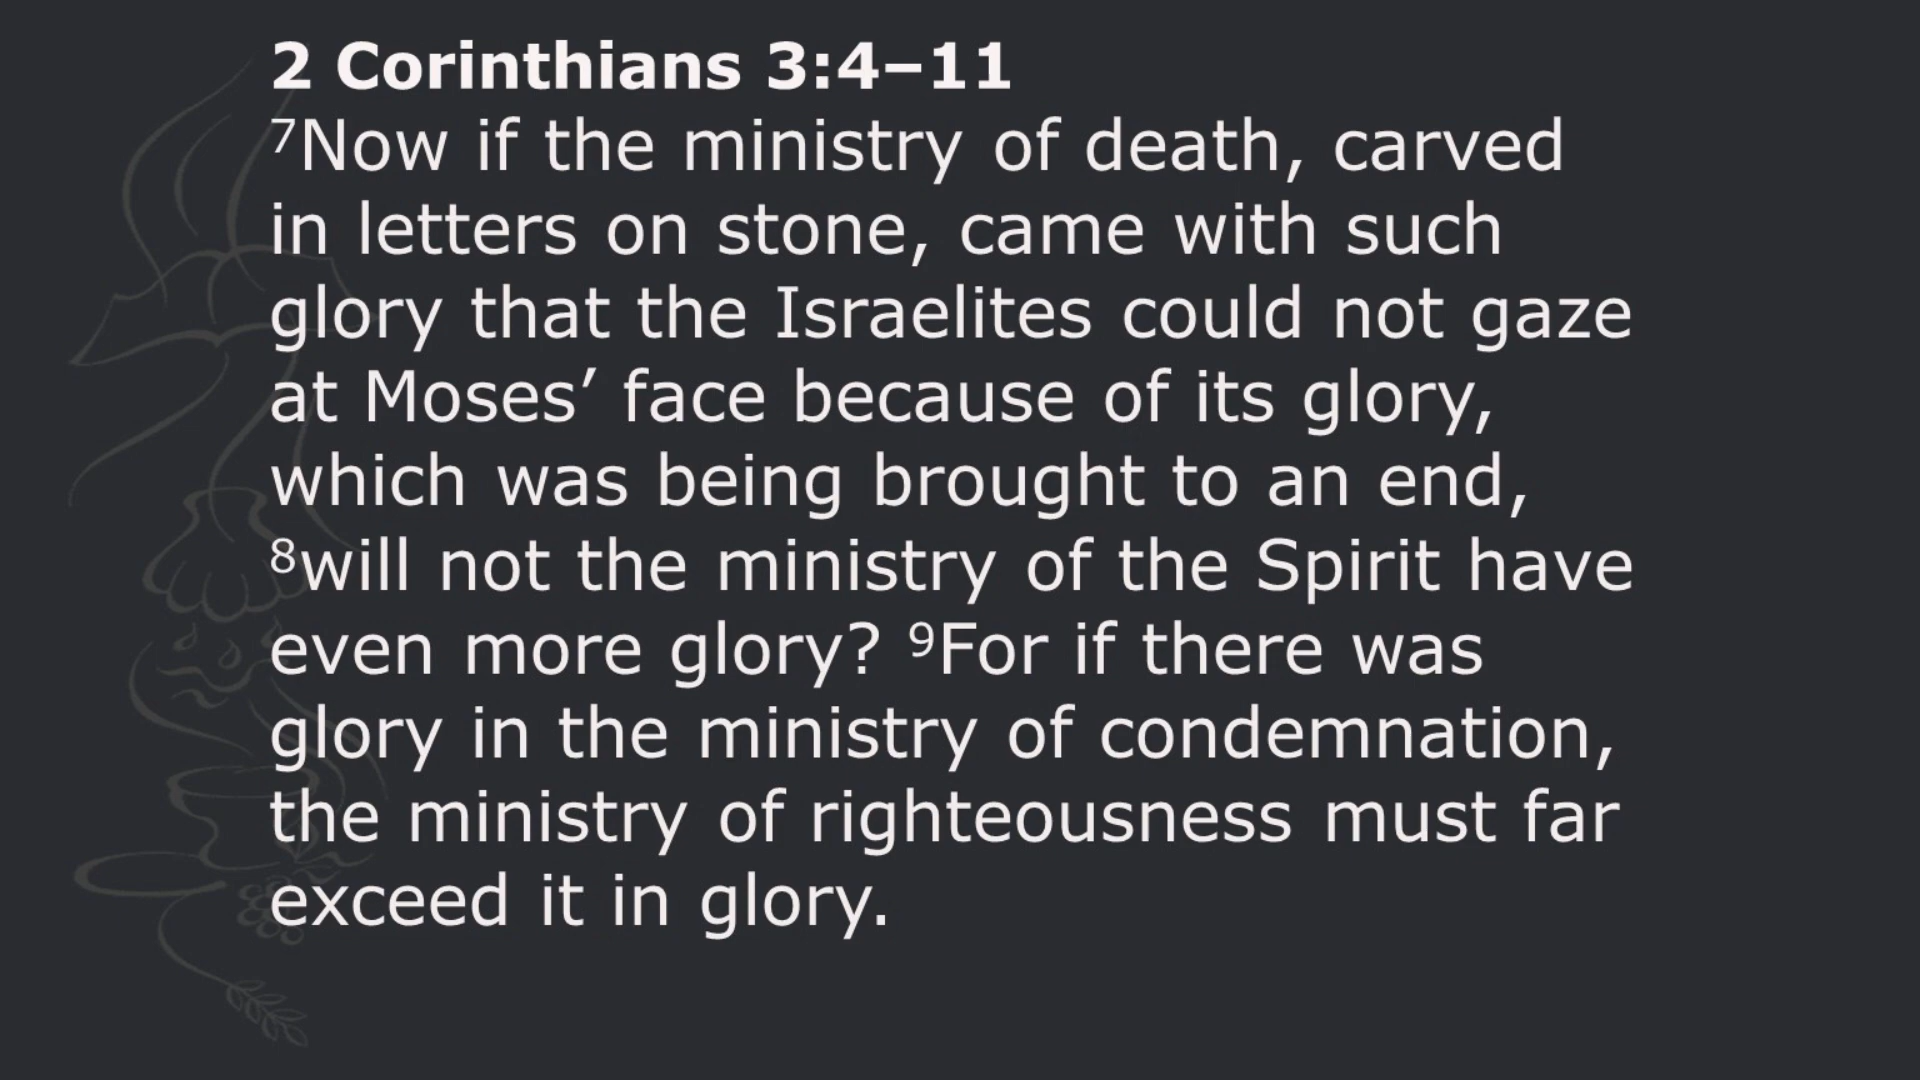 2 Corinthians 3:4–11
⁷Now if the ministry of death, carved
in letters on stone, came with such
glory that the Israelites could not gaze
at Moses’ face because of its glory,
which was being brought to an end,
⁸will not the ministry of the Spirit have
even more glory? ⁹For if there was
glory in the ministry of condemnation,
the ministry of righteousness must far
exceed it in glory.